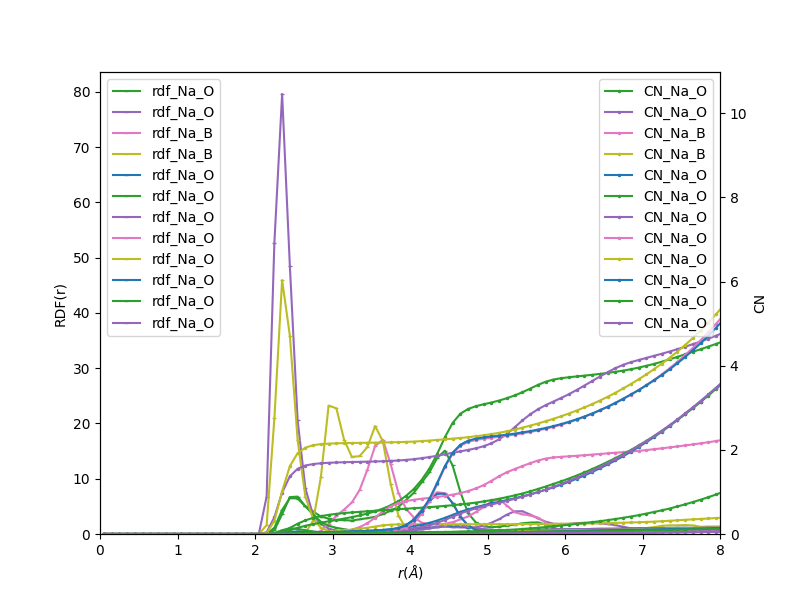 rdf_Na_O
rdf_Na_O
rdf_Na_B
rdf_Na_B
rdf_Na_O
rdf_Na_O
rdf_Na_O
rdf_Na_O
rdf_Na_O
rdf_Na_O
rdf_Na_O
rdf_Na_O
CN_Na_O
CN_Na_O
CN_Na_B
CN_Na_B
CN_Na_O
CN_Na_O
CN_Na_O
CN_Na_O
CN_Na_O
CN_Na_O
CN_Na_O
CN_Na_O
80
70
60
50
40
30
20
10
0
RDF(r)
10
8
6
4
2
0
CN
0 1 2 3 4 5 6 7 8
r(Å)